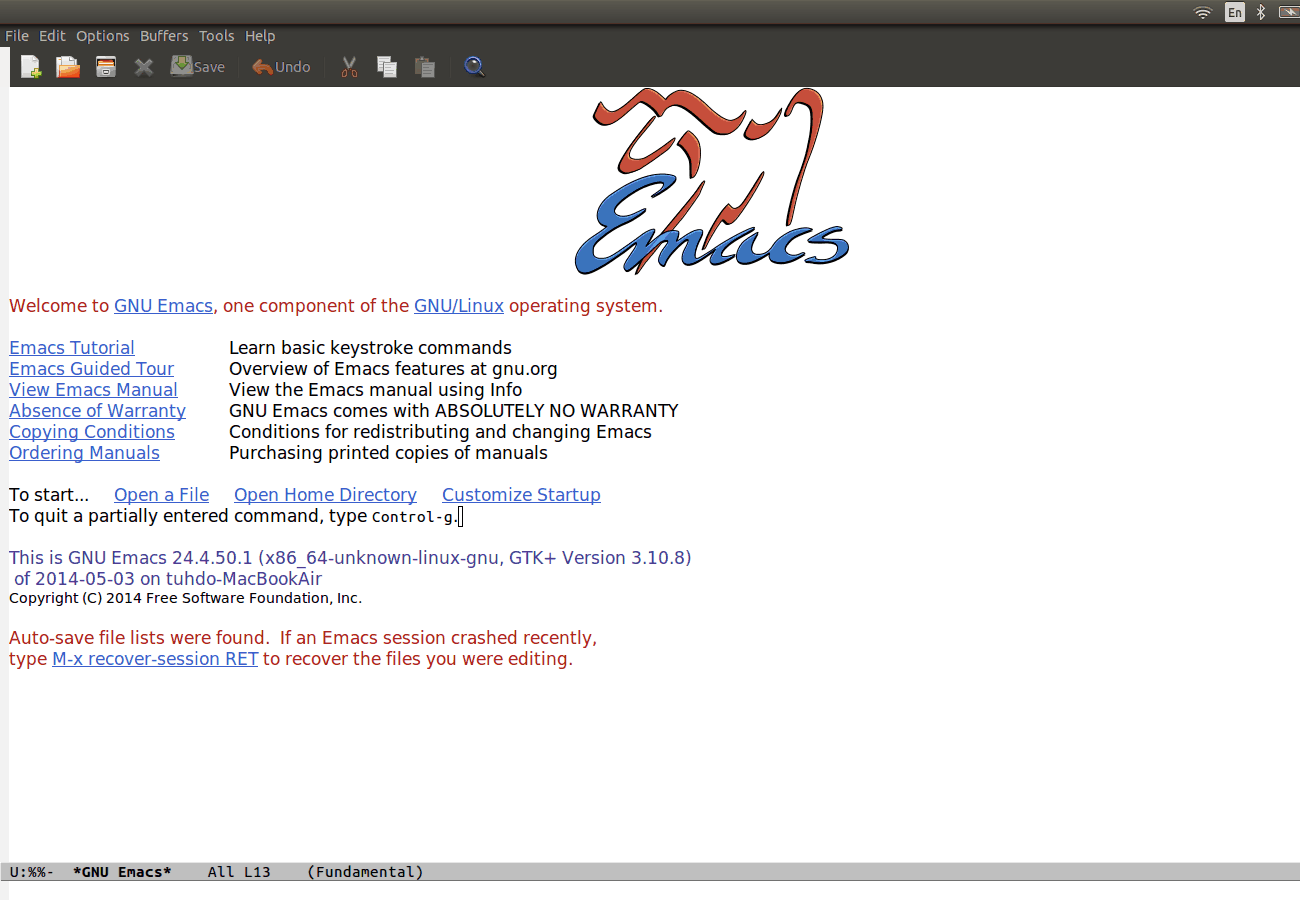 En
File Edit Options Buffers Tools Help
Save Undo
Emacs
Welcome to GNU Emacs, one component of the GNU/Linux operating system.
Emacs Tutorial Learn basic keystroke commands
Emacs Guided Tour Overview of Emacs features at gnu.org
View Emacs Manual View the Emacs manual using Info
Absence of Warranty GNU Emacs comes with ABSOLUTELY NO WARRANTY
Copying Conditions Conditions for redistributing and changing Emacs
Ordering Manuals Purchasing printed copies of manuals
To start... Open a File Open Home Directory Customize Startup
To quit a partially entered command, type Control-g.
This is GNU Emacs 24.4.50.1 (x86_64-unknown-linux-gnu, GTK+ Version 3.10.8)
of 2014-05-03 on tuhdo-MacBookAir
Copyright (C) 2014 Free Software Foundation, Inc.
Auto-save file lists were found. If an Emacs session crashed recently,
type M-x recover-session RET to recover the files you were editing.
U:%%- *GNU Emacs* All L13 (Fundamental)